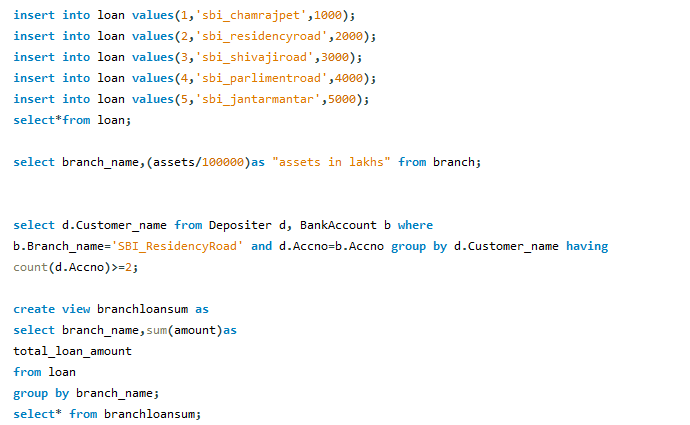 insert into loan values(1,'sbi_chamrajpet',1000);
insert into loan values(2,'sbi_residencyroad',2000);
insert into loan values(3,'sbi_shivajiroad',3000);
insert into loan values(4,'sbi_parlimentroad',4000);
insert into loan values(5,'sbi_jantarmantar',5000);
select*from loan;
select branch_name,(assets/100000)as "assets in lakhs" from branch;
select d.Customer_name from Depositer d, BankAccount b where
b.Branch_name='SBI_ResidencyRoad' and d.Accno=b.Accno group by d.Customer_name having
count(d.Accno)>=2;
create view branchloansum as
select branch_name,sum(amount)as
total_loan_amount
from loan
group by branch_name;
select* from branchloansum;